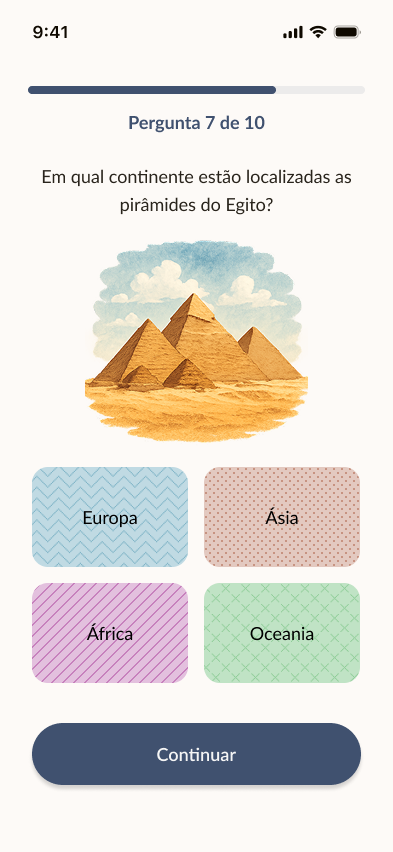 9:41
Pergunta 7 de 10
Em qual continente estão localizadas as
pirâmides do Egito?
Europa
Ásia
África
Oceania
Continuar